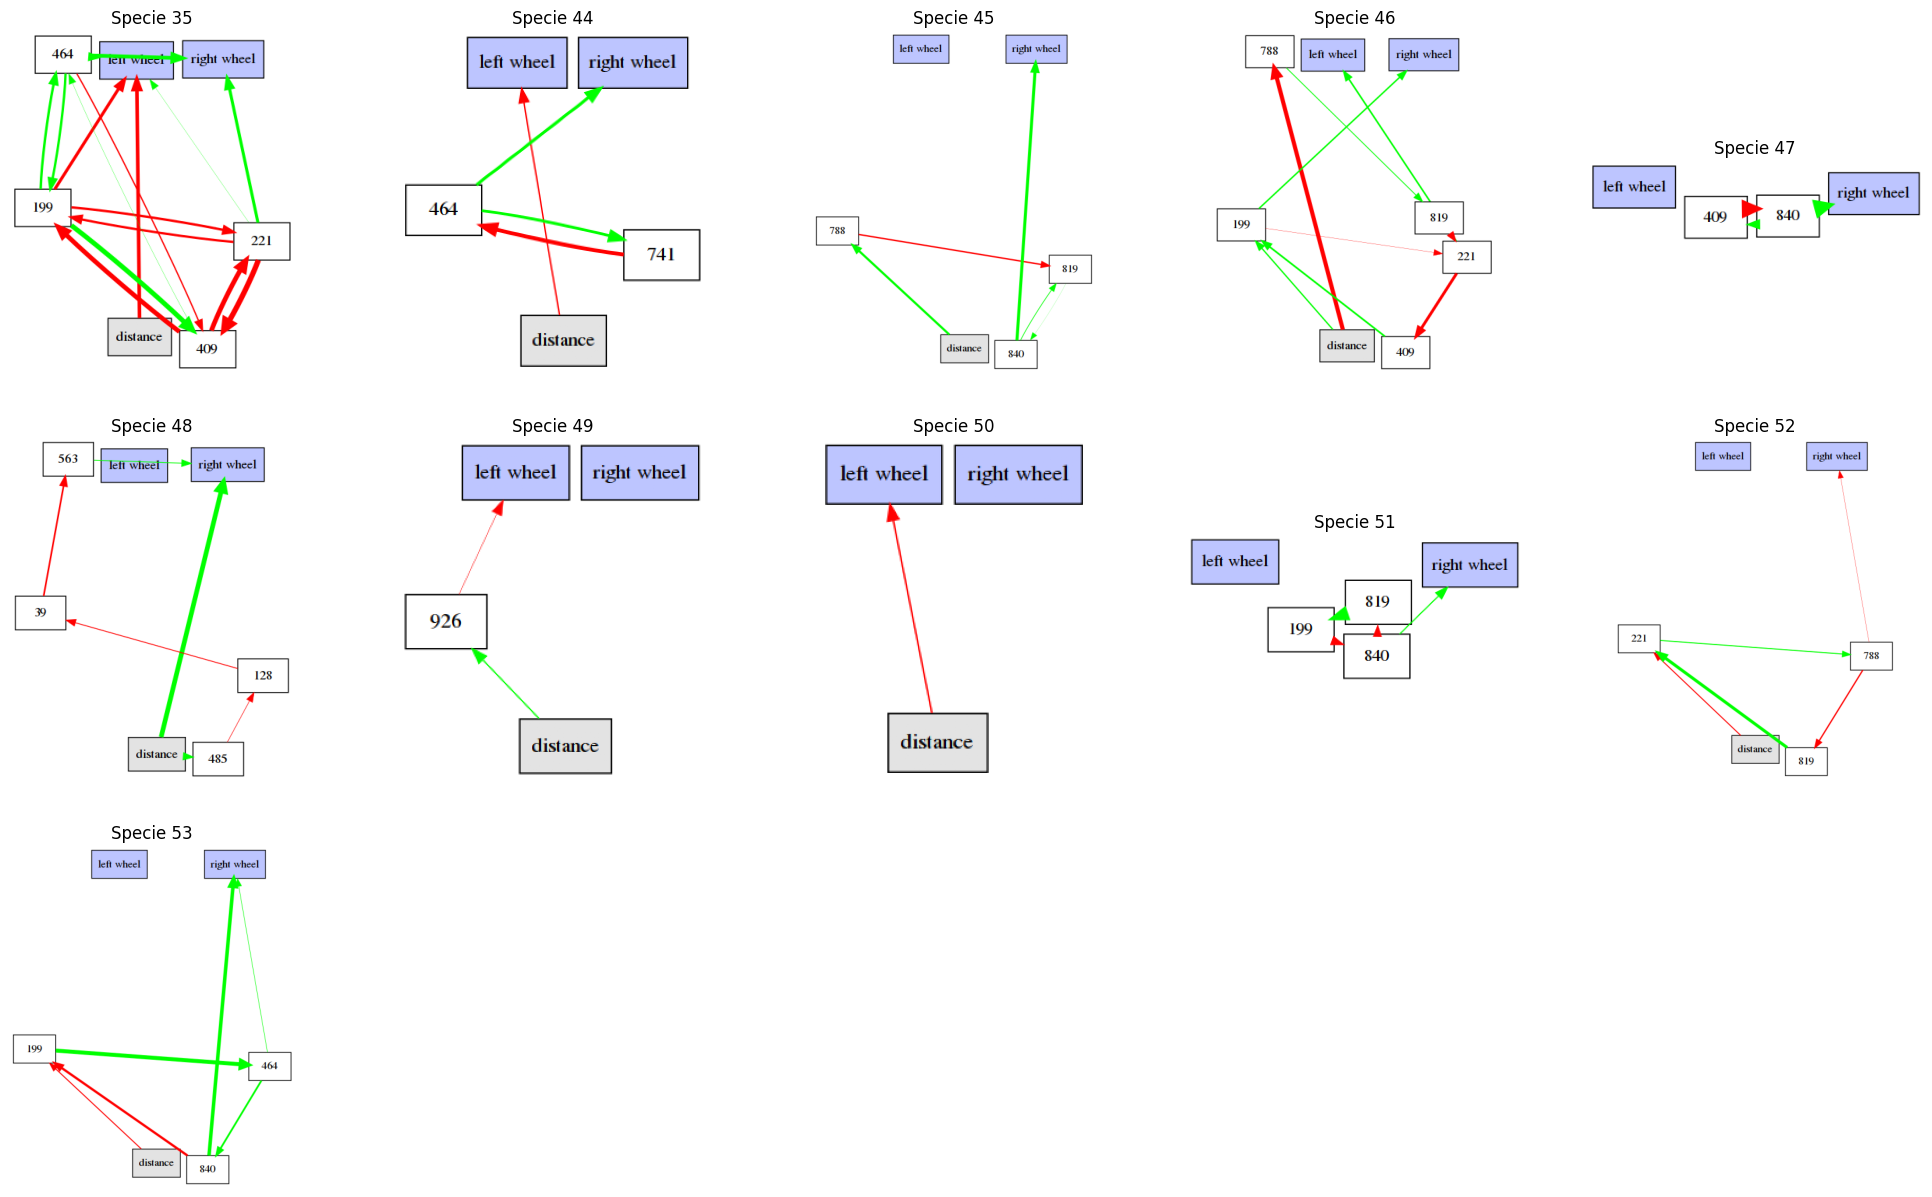 Specie 35
464
left wheel
right wheel
199
221
distance
409
Specie 44
left wheel
right wheel
464
741
distance
Specie 45
left wheel
right wheel
788
819
distance
840
Specie 46
788
left wheel
right wheel
199
819
221
distance
409
Specie 47
left wheel
409
840
right wheel
Specie 48
563
left wheel
right wheel
39
128
distance
485
Specie 49
left wheel
right wheel
926
distance
Specie 50
left wheel
right wheel
distance
Specie 51
left wheel
right wheel
819
199
840
Specie 52
left wheel
right wheel
221
788
distance
819
Specie 53
left wheel
right wheel
199
464
distance
840